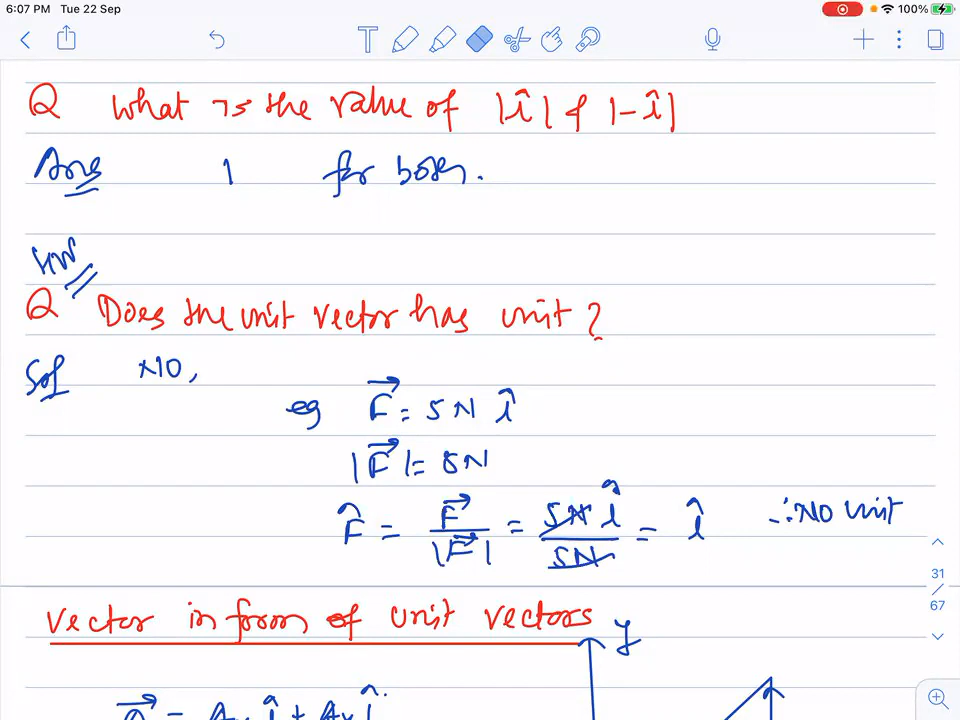 6:07 PM Tue 22 Sep 100%
Q What is the value of |î| & |-î|
Ans 1 for both.
HW
Q Does the unit vector has unit?
Sol NO,
eg F⃗ = 5N î
|F⃗| = 5N
F̂ = F⃗/|F⃗| = 5N î/5N = î ∴ NO unit
31
/
67
Vector in form of unit vectors
y